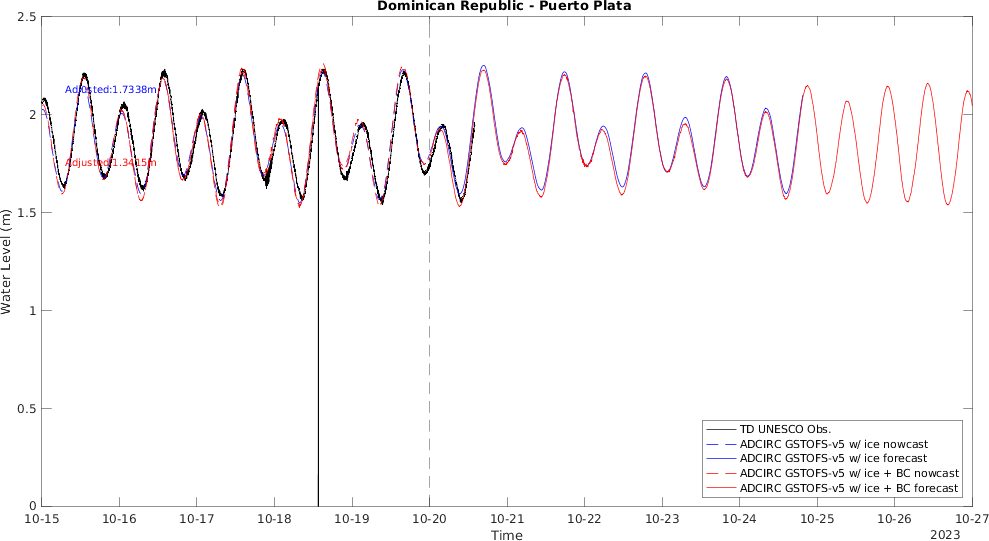 Dominican Republic - Puerto Plata
2.5
2
1.5
1
0.5
0
Water Level (m)
Adjusted:1.7338m
Adjusted:1.3415m
TD UNESCO Obs.
ADCIRC GSTOFS-v5 w/ ice nowcast
ADCIRC GSTOFS-v5 w/ ice forecast
ADCIRC GSTOFS-v5 w/ ice + BC nowcast
ADCIRC GSTOFS-v5 w/ ice + BC forecast
10-15 10-16 10-17 10-18 10-19 10-20 10-21 10-22 10-23 10-24 10-25 10-26 10-27
Time
2023